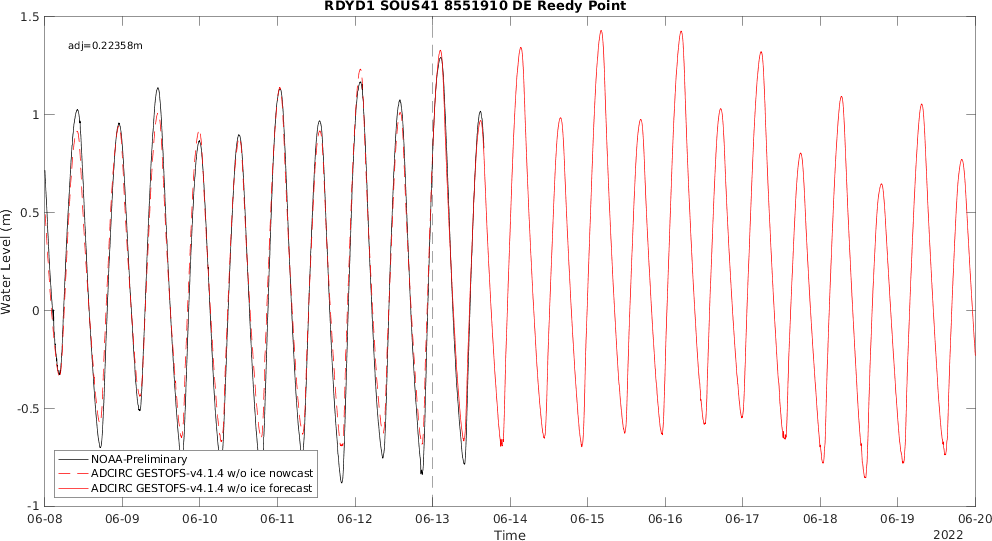 RDYD1 SOUS41 8551910 DE Reedy Point
adj=0.22358m
Water Level (m)
1.5
1
0.5
0
-0.5
-1
NOAA-Preliminary
ADCIRC GESTOFS-v4.1.4 w/o ice nowcast
ADCIRC GESTOFS-v4.1.4 w/o ice forecast
06-08 06-09 06-10 06-11 06-12 06-13 06-14 06-15 06-16 06-17 06-18 06-19 06-20
Time
2022